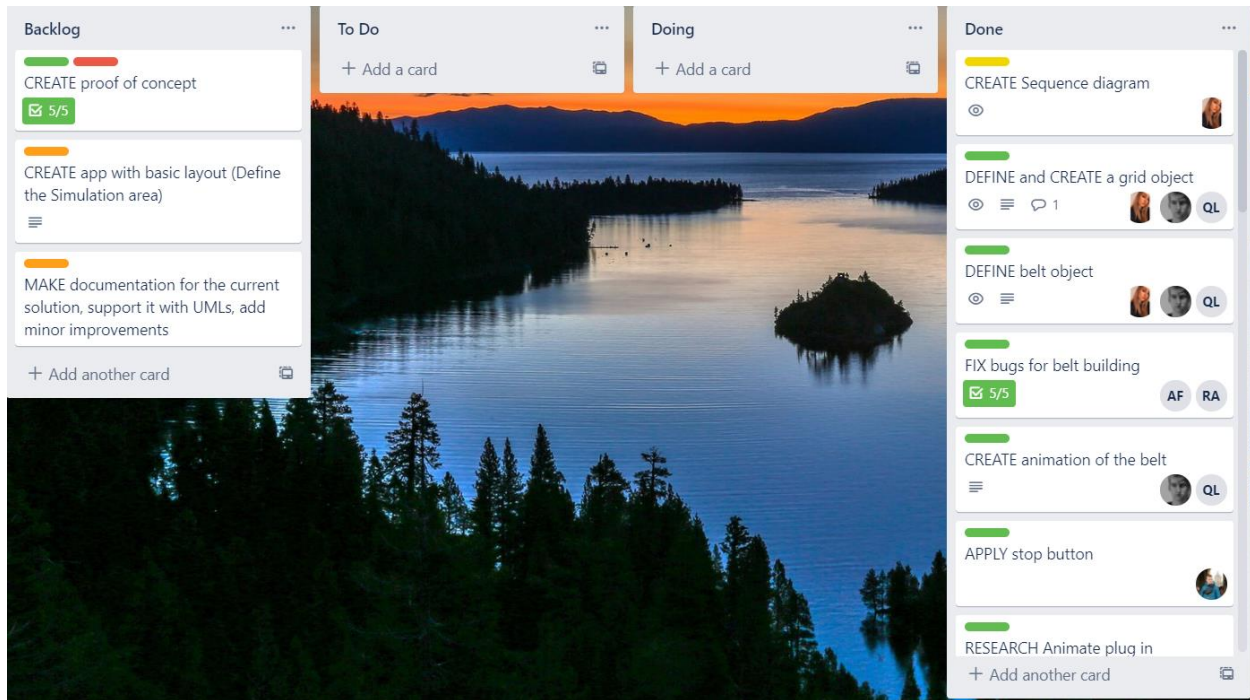 Backlog
CREATE proof of concept
5/5
CREATE app with basic layout (Define
the Simulation area)
MAKE documentation for the current
solution, support it with UMLs, add
minor improvements
+ Add another card
To Do
+ Add a card
Doing
+ Add a card
Done
CREATE Sequence diagram
DEFINE and CREATE a grid object
1
QL
DEFINE belt object
QL
FIX bugs for belt building
5/5
AF RA
CREATE animation of the belt
QL
APPLY stop button
RESEARCH Animate plug in
+ Add another card